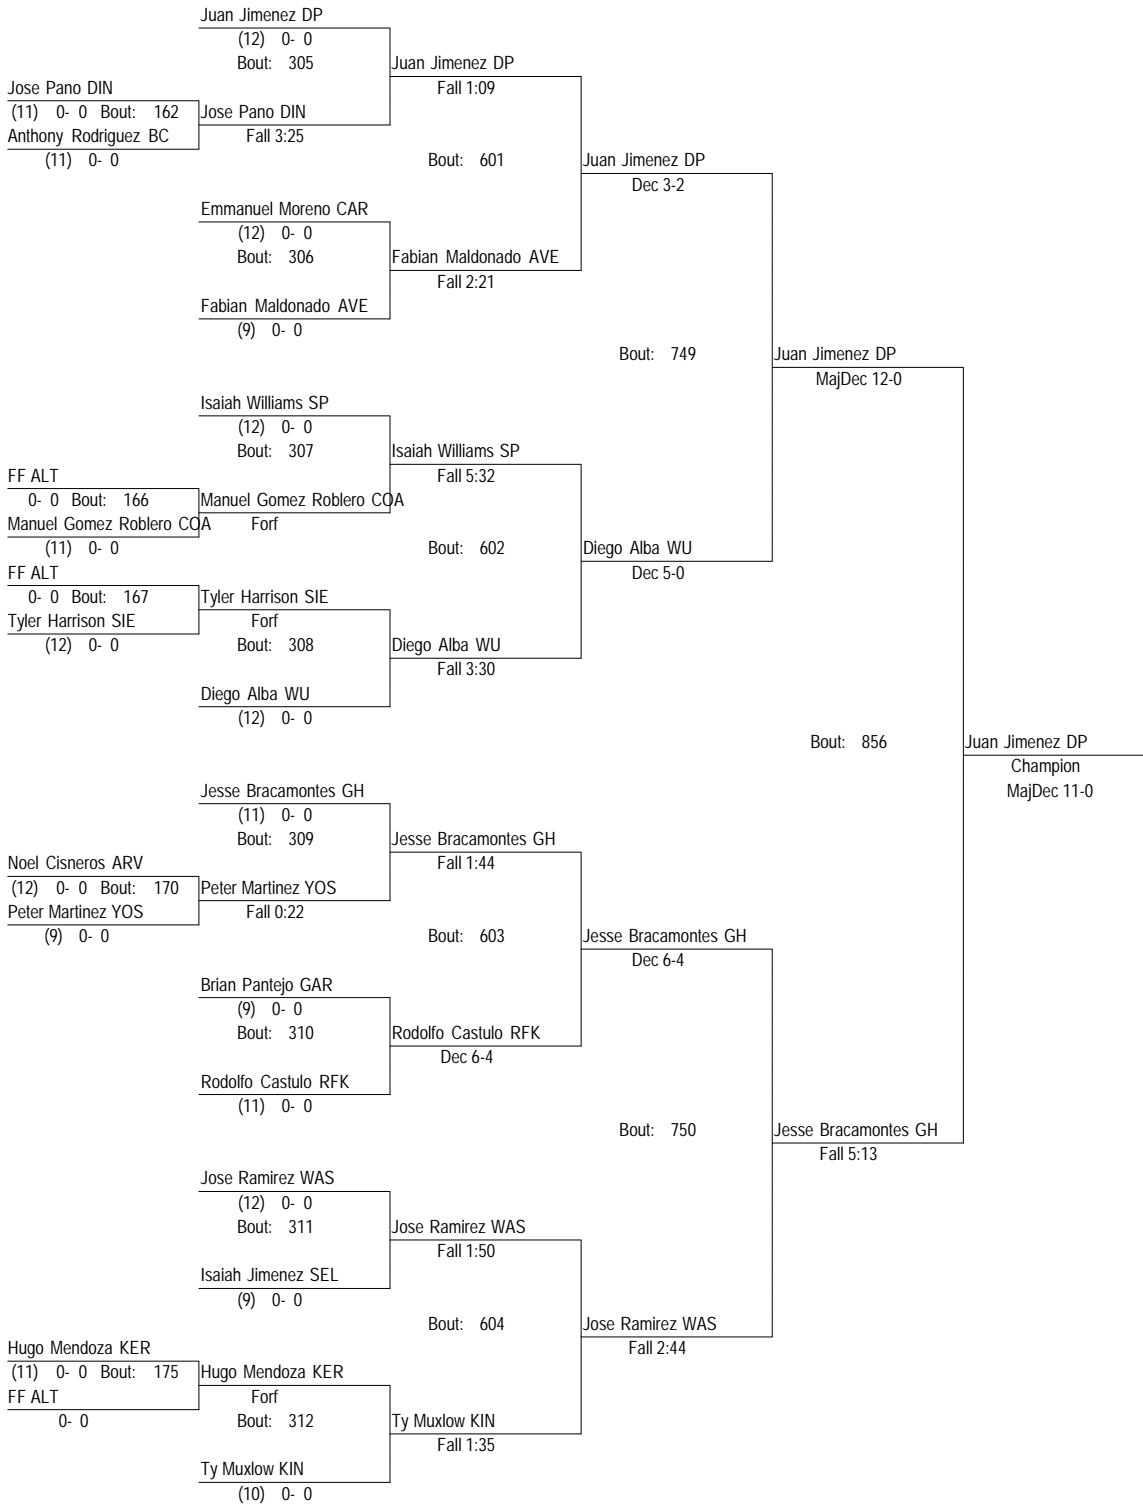 Juan Jimenez DP
(12) 0- 0
Bout: 305
Juan Jimenez DP
Fall 1:09
Jose Pano DIN
(11) 0- 0 Bout: 162
Jose Pano DIN
Anthony Rodriguez BC
Fall 3:25
(11) 0- 0
Bout: 601
Juan Jimenez DP
Dec 3-2
Emmanuel Moreno CAR
(12) 0- 0
Bout: 306
Fabian Maldonado AVE
Fall 2:21
Fabian Maldonado AVE
(9) 0- 0
Bout: 749
Juan Jimenez DP
MajDec 12-0
Isaiah Williams SP
(12) 0- 0
Bout: 307
Isaiah Williams SP
Fall 5:32
FF ALT
0- 0 Bout: 166
Manuel Gomez Roblero COA
Manuel Gomez Roblero COA
Forf
(11) 0- 0
Bout: 602
Diego Alba WU
Dec 5-0
FF ALT
0- 0 Bout: 167
Tyler Harrison SIE
Tyler Harrison SIE
Forf
(12) 0- 0
Bout: 308
Diego Alba WU
Fall 3:30
Diego Alba WU
(12) 0- 0
Bout: 856
Juan Jimenez DP
Champion
MajDec 11-0
Jesse Bracamontes GH
(11) 0- 0
Bout: 309
Jesse Bracamontes GH
Fall 1:44
Noel Cisneros ARV
(12) 0- 0 Bout: 170
Peter Martinez YOS
Peter Martinez YOS
Fall 0:22
(9) 0- 0
Bout: 603
Jesse Bracamontes GH
Dec 6-4
Brian Pantejo GAR
(9) 0- 0
Bout: 310
Rodolfo Castulo RFK
Dec 6-4
Rodolfo Castulo RFK
(11) 0- 0
Bout: 750
Jesse Bracamontes GH
Fall 5:13
Jose Ramirez WAS
(12) 0- 0
Bout: 311
Jose Ramirez WAS
Fall 1:50
Isaiah Jimenez SEL
(9) 0- 0
Bout: 604
Jose Ramirez WAS
Fall 2:44
Hugo Mendoza KER
(11) 0- 0 Bout: 175
Hugo Mendoza KER
FF ALT
Forf
0- 0
Bout: 312
Ty Muxlow KIN
Fall 1:35
Ty Muxlow KIN
(10) 0- 0